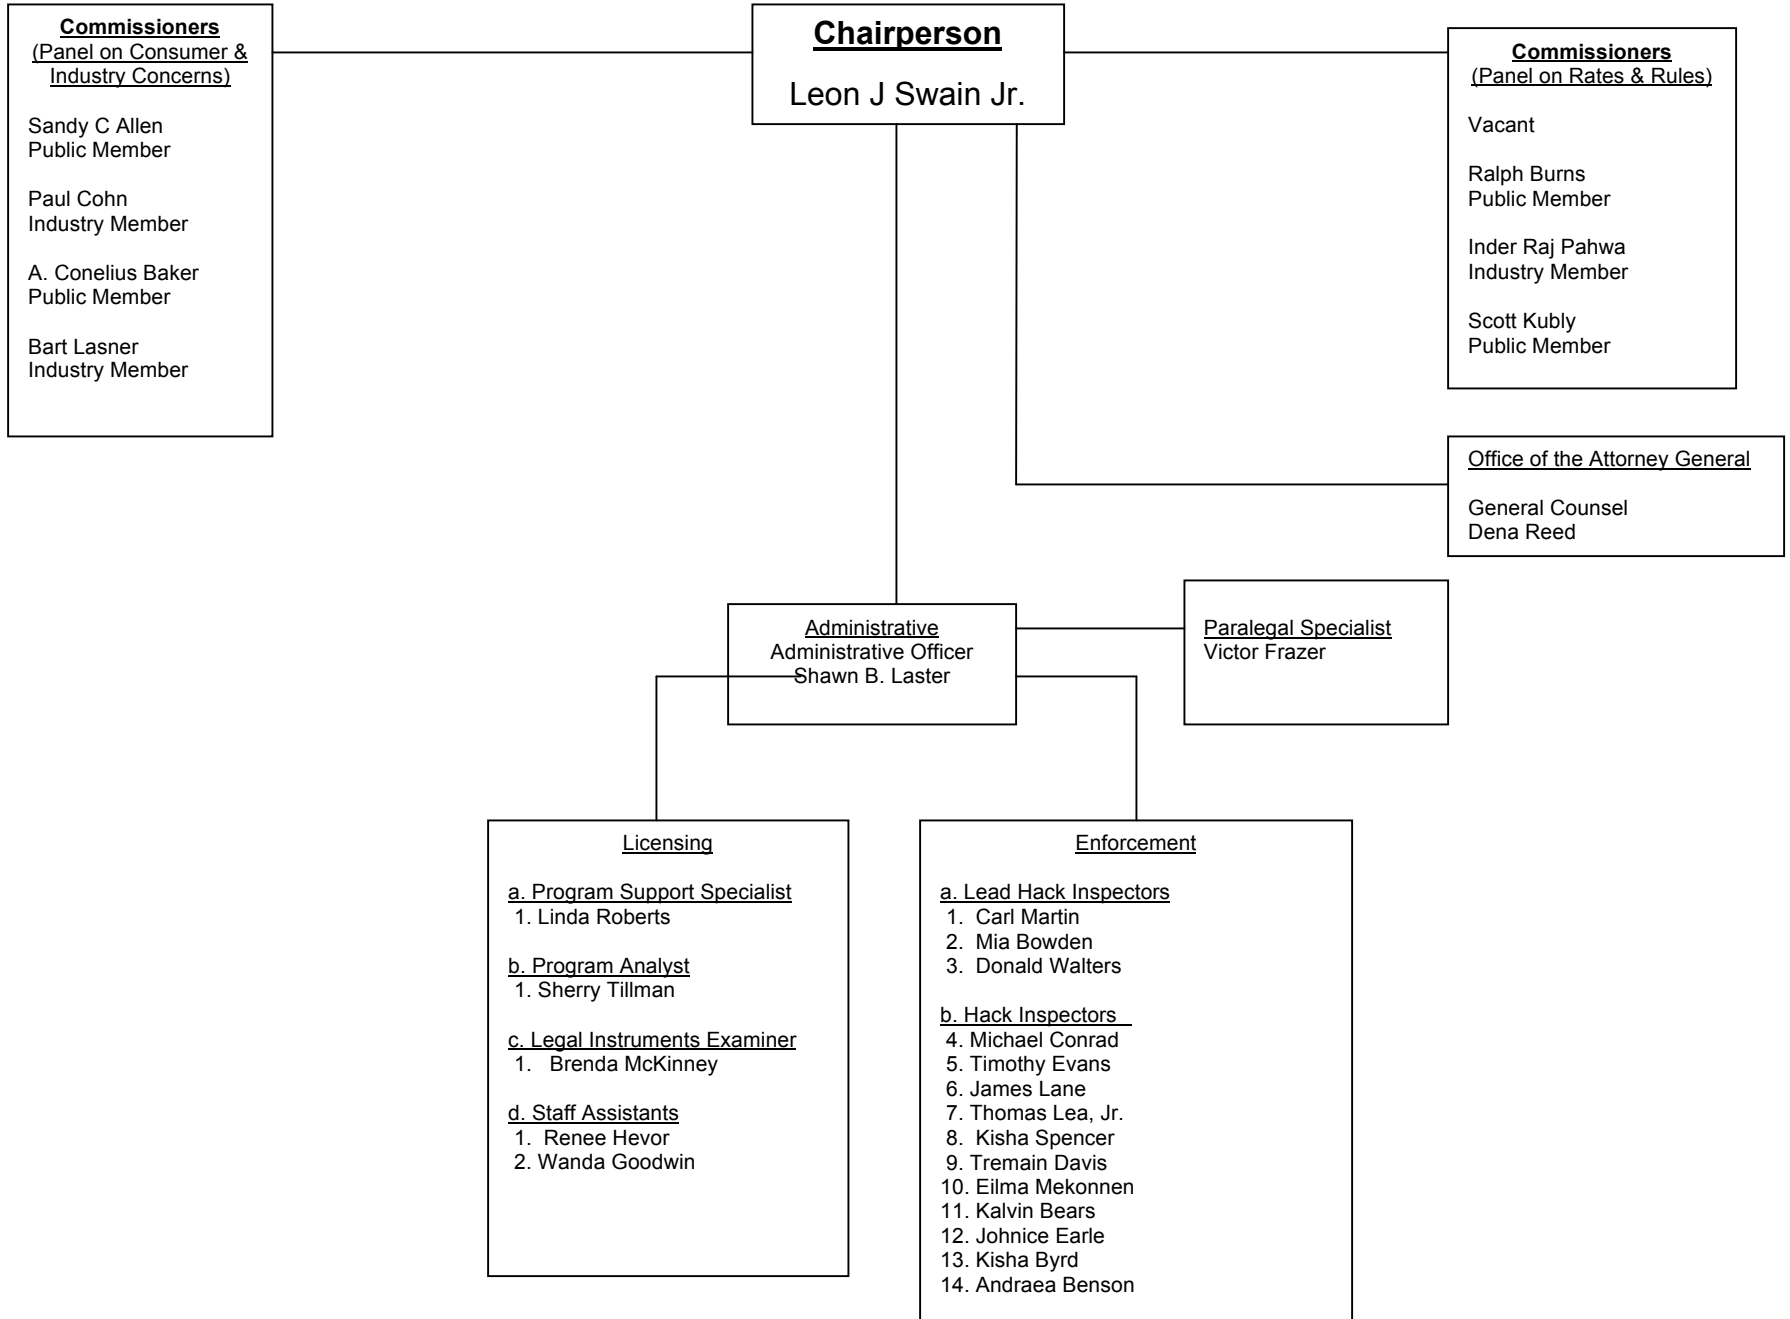 Commissioners
(Panel on Consumer &
Industry Concerns)
Sandy C Allen
Public Member
Paul Cohn
Industry Member
A. Conelius Baker
Public Member
Bart Lasner
Industry Member
Chairperson
Leon J Swain Jr.
Commissioners
(Panel on Rates & Rules)
Vacant
Ralph Burns
Public Member
Inder Raj Pahwa
Industry Member
Scott Kubly
Public Member
Office of the Attorney General
General Counsel
Dena Reed
Administrative
Administrative Officer
Shawn B. Laster
Paralegal Specialist
Victor Frazer
Licensing
a. Program Support Specialist
1. Linda Roberts
b. Program Analyst
1. Sherry Tillman
c. Legal Instruments Examiner
1. Brenda McKinney
d. Staff Assistants
1. Renee Hevor
2. Wanda Goodwin
Enforcement
a. Lead Hack Inspectors
1. Carl Martin
2. Mia Bowden
3. Donald Walters
b. Hack Inspectors
4. Michael Conrad
5. Timothy Evans
6. James Lane
7. Thomas Lea, Jr.
8. Kisha Spencer
9. Tremain Davis
10. Eilma Mekonnen
11. Kalvin Bears
12. Johnice Earle
13. Kisha Byrd
14. Andraea Benson